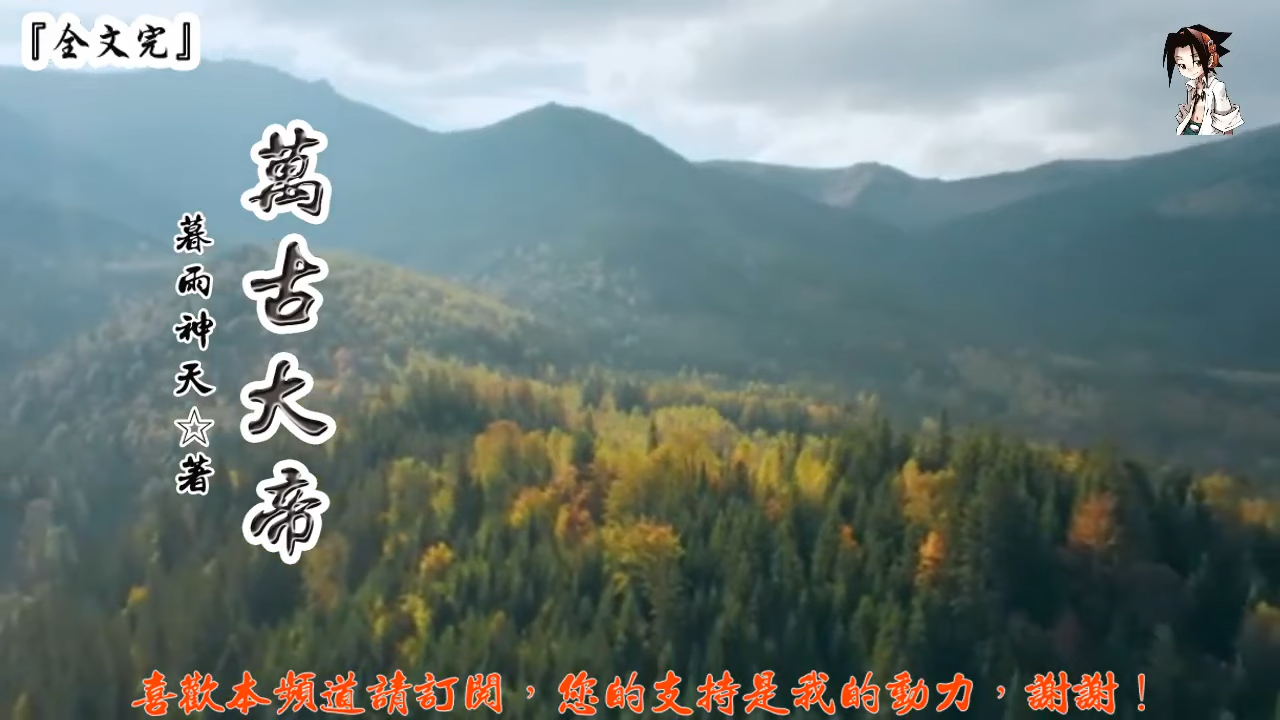 『全文完』
萬古大帝
暮雨神天☆著
喜歡本頻道請訂閱，您的支持是我的動力，謝謝！